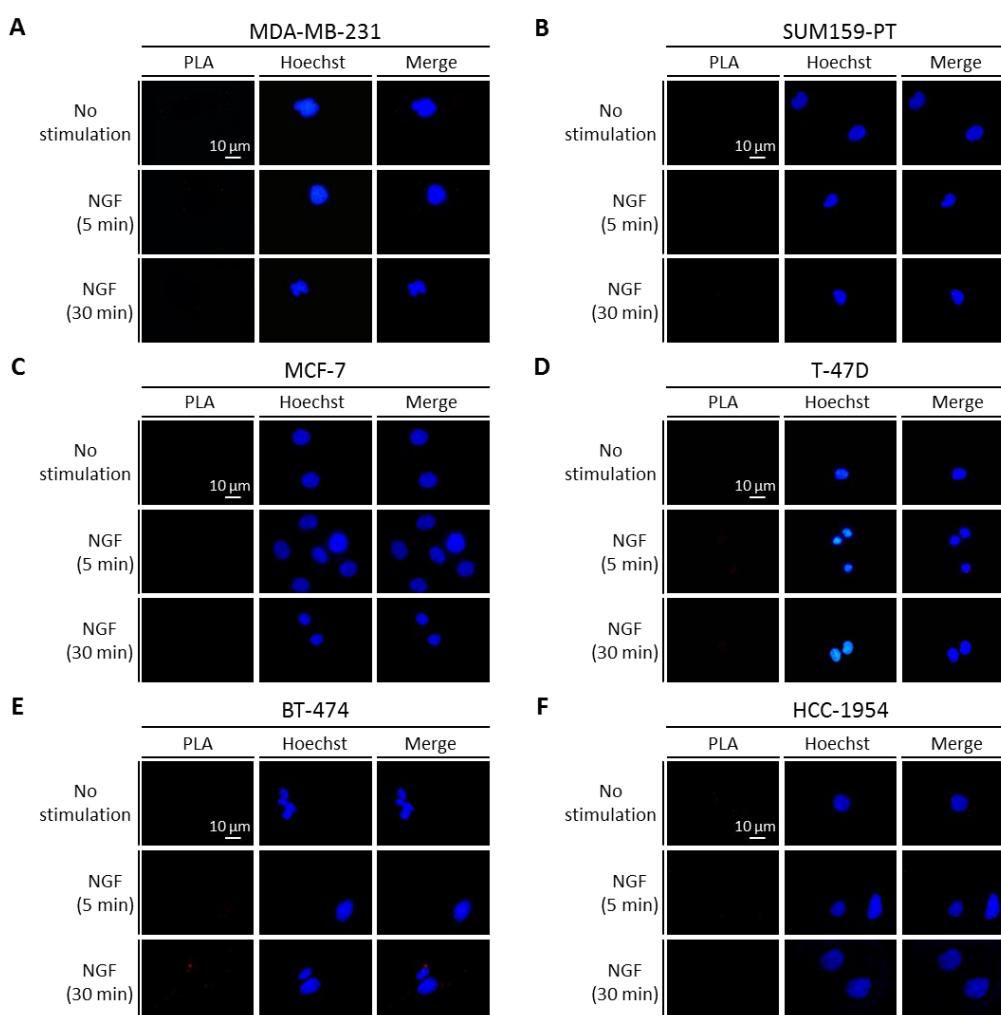 A
MDA-MB-231
PLA Hoechst Merge
No
stimulation
10 µm
NGF
(5 min)
NGF
(30 min)
B
SUM159-PT
PLA Hoechst Merge
No
stimulation
10 µm
NGF
(5 min)
NGF
(30 min)
C
MCF-7
PLA Hoechst Merge
No
stimulation
10 µm
NGF
(5 min)
NGF
(30 min)
D
T-47D
PLA Hoechst Merge
No
stimulation
10 µm
NGF
(5 min)
NGF
(30 min)
E
BT-474
PLA Hoechst Merge
No
stimulation
10 µm
NGF
(5 min)
NGF
(30 min)
F
HCC-1954
PLA Hoechst Merge
No
stimulation
10 µm
NGF
(5 min)
NGF
(30 min)